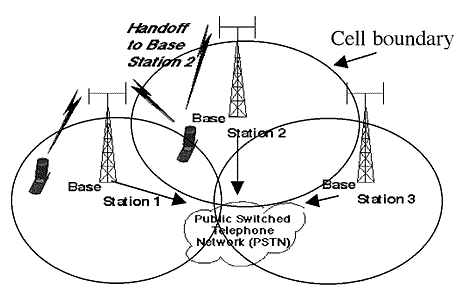 Handoff
to Base
Station 2
Cell boundary
Base
Station 2
Base
Station 1
Base
Station 3
Public Switched
Telephone
Network (PSTN)